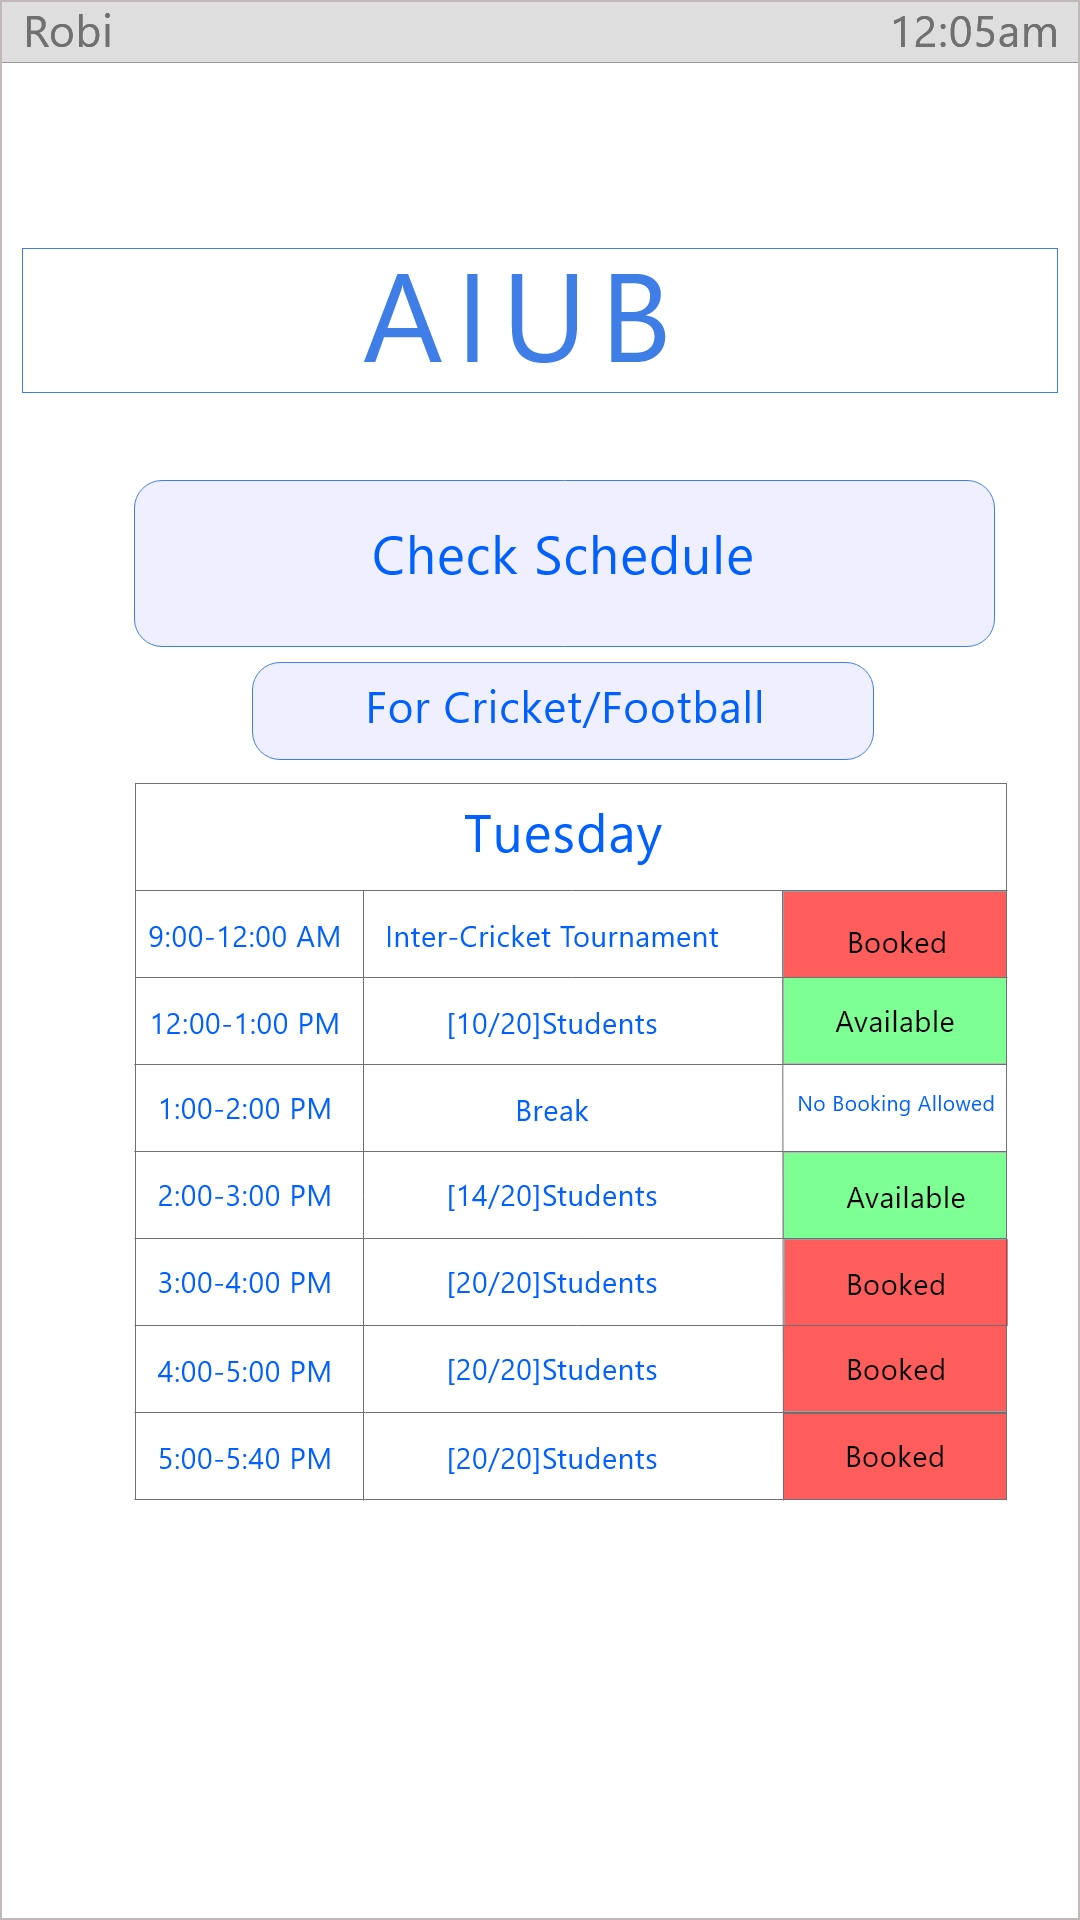 Robi 12:05am
AIUB
Check Schedule
For Cricket/Football
Tuesday
9:00-12:00 AM Inter-Cricket Tournament Booked
12:00-1:00 PM [10/20]Students Available
1:00-2:00 PM Break No Booking Allowed
2:00-3:00 PM [14/20]Students Available
3:00-4:00 PM [20/20]Students Booked
4:00-5:00 PM [20/20]Students Booked
5:00-5:40 PM [20/20]Students Booked